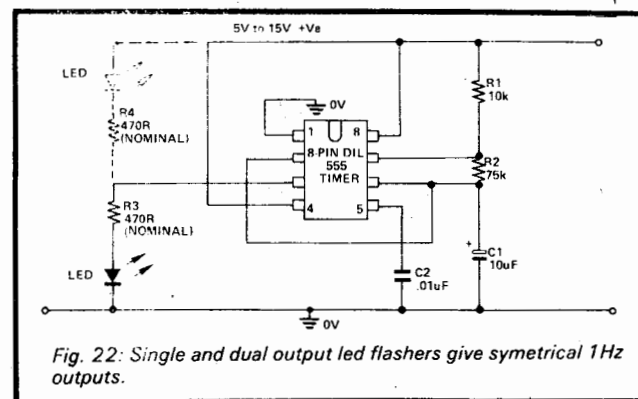 5V to 15V +Ve
LED
R4
470R
(NOMINAL)
R3
470R
(NOMINAL)
LED
0V
1 8
8-PIN DIL
555
TIMER
4 5
R1
10k
R2
75k
C1
10uF
+
C2
.01uF
0V
Fig. 22: Single and dual output led flashers give symetrical 1Hz
outputs.